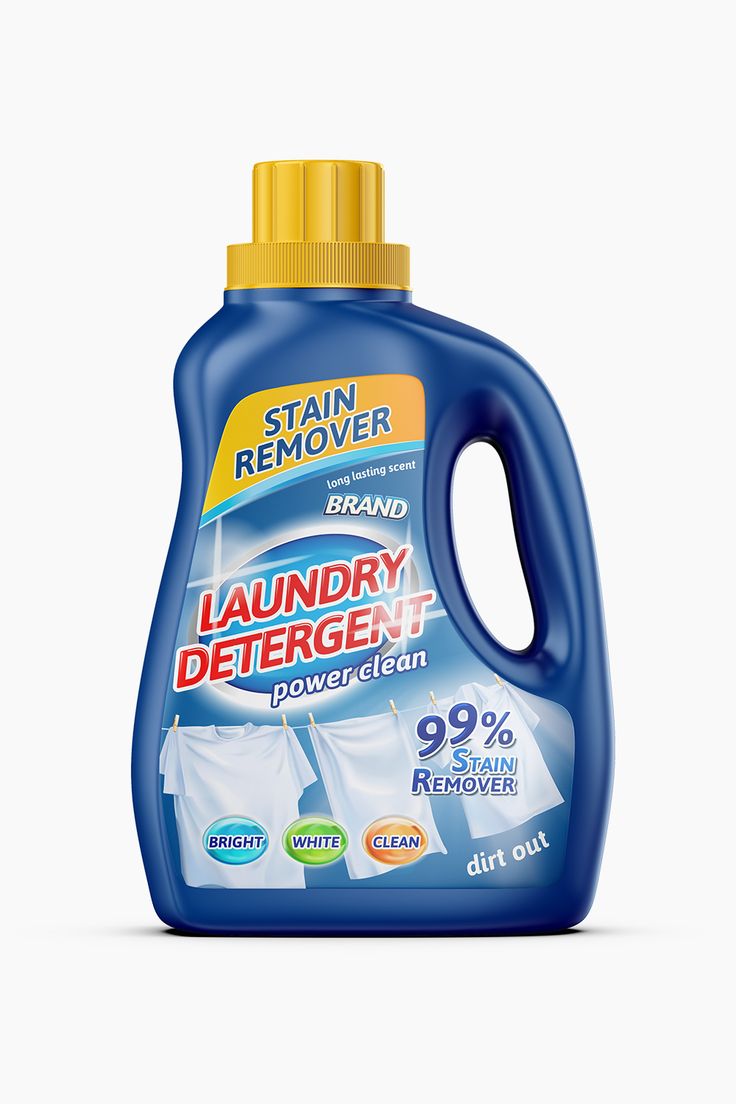 STAIN
REMOVER
long lasting scent
BRAND
LAUNDRY
DETERGENT
power clean
99%
STAIN
REMOVER
BRIGHT
WHITE
CLEAN
dirt out